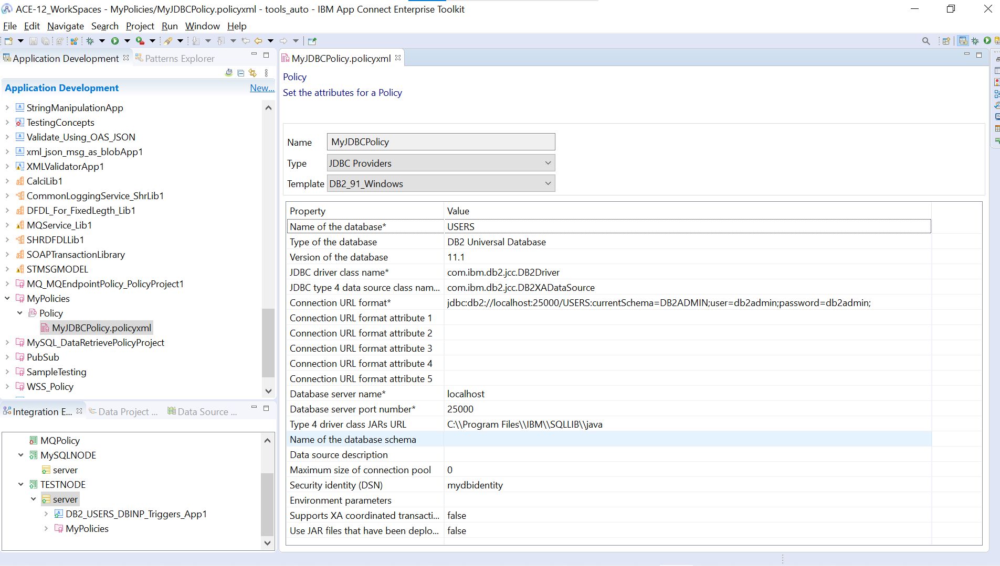 ACE-12_WorkSpaces - MyPolicies/MyJDBCPolicy.policyxml - tools_auto - IBM App Connect Enterprise Toolkit
File Edit Navigate Search Project Run Window Help
Application Development Patterns Explorer
Application Development New...
StringManipulationApp
TestingConcepts
Validate_Using_OAS_JSON
xml_json_msg_as_blobApp1
XMLValidatorApp1
CalciLib1
CommonLoggingService_ShrLib1
DFDL_For_FixedLegth_Lib1
MQService_Lib1
SHRDFDLLib1
SOAPTransactionLibrary
STMSGMODEL
MQ_MQEndpointPolicy_PolicyProject1
MyPolicies
Policy
MyJDBCPolicy.policyxml
MySQL_DataRetrievePolicyProject
PubSub
SampleTesting
WSS_Policy
Integration E... Data Project ... Data Source ...
MQPolicy
MySQLNODE
server
TESTNODE
server
DB2_USERS_DBINP_Triggers_App1
MyPolicies
MyJDBCPolicy.policyxml
Policy
Set the attributes for a Policy
Name MyJDBCPolicy
Type JDBC Providers
Template DB2_91_Windows
Property Value
Name of the database* USERS
Type of the database DB2 Universal Database
Version of the database 11.1
JDBC driver class name* com.ibm.db2.jcc.DB2Driver
JDBC type 4 data source class nam... com.ibm.db2.jcc.DB2XADataSource
Connection URL format* jdbc:db2://localhost:25000/USERS:currentSchema=DB2ADMIN;user=db2admin;password=db2admin;
Connection URL format attribute 1
Connection URL format attribute 2
Connection URL format attribute 3
Connection URL format attribute 4
Connection URL format attribute 5
Database server name* localhost
Database server port number* 25000
Type 4 driver class JARs URL C:\\Program Files\\IBM\\SQLLIB\\java
Name of the database schema
Data source description
Maximum size of connection pool 0
Security identity (DSN) mydbidentity
Environment parameters
Supports XA coordinated transacti... false
Use JAR files that have been deplo... false